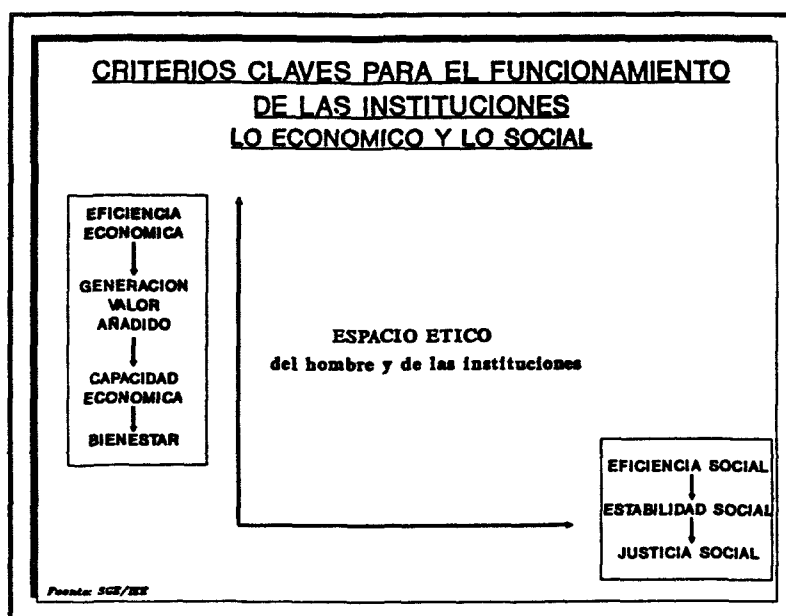 CRITERIOS CLAVES PARA EL FUNCIONAMIENTO
DE LAS INSTITUCIONES
LO ECONOMICO Y LO SOCIAL
EFICIENCIA
ECONOMICA
GENERACION
VALOR
AÑADIDO
CAPACIDAD
ECONOMICA
BIENESTAR
ESPACIO ETICO
del hombre y de las instituciones
EFICIENCIA SOCIAL
ESTABILIDAD SOCIAL
JUSTICIA SOCIAL
Fuente: